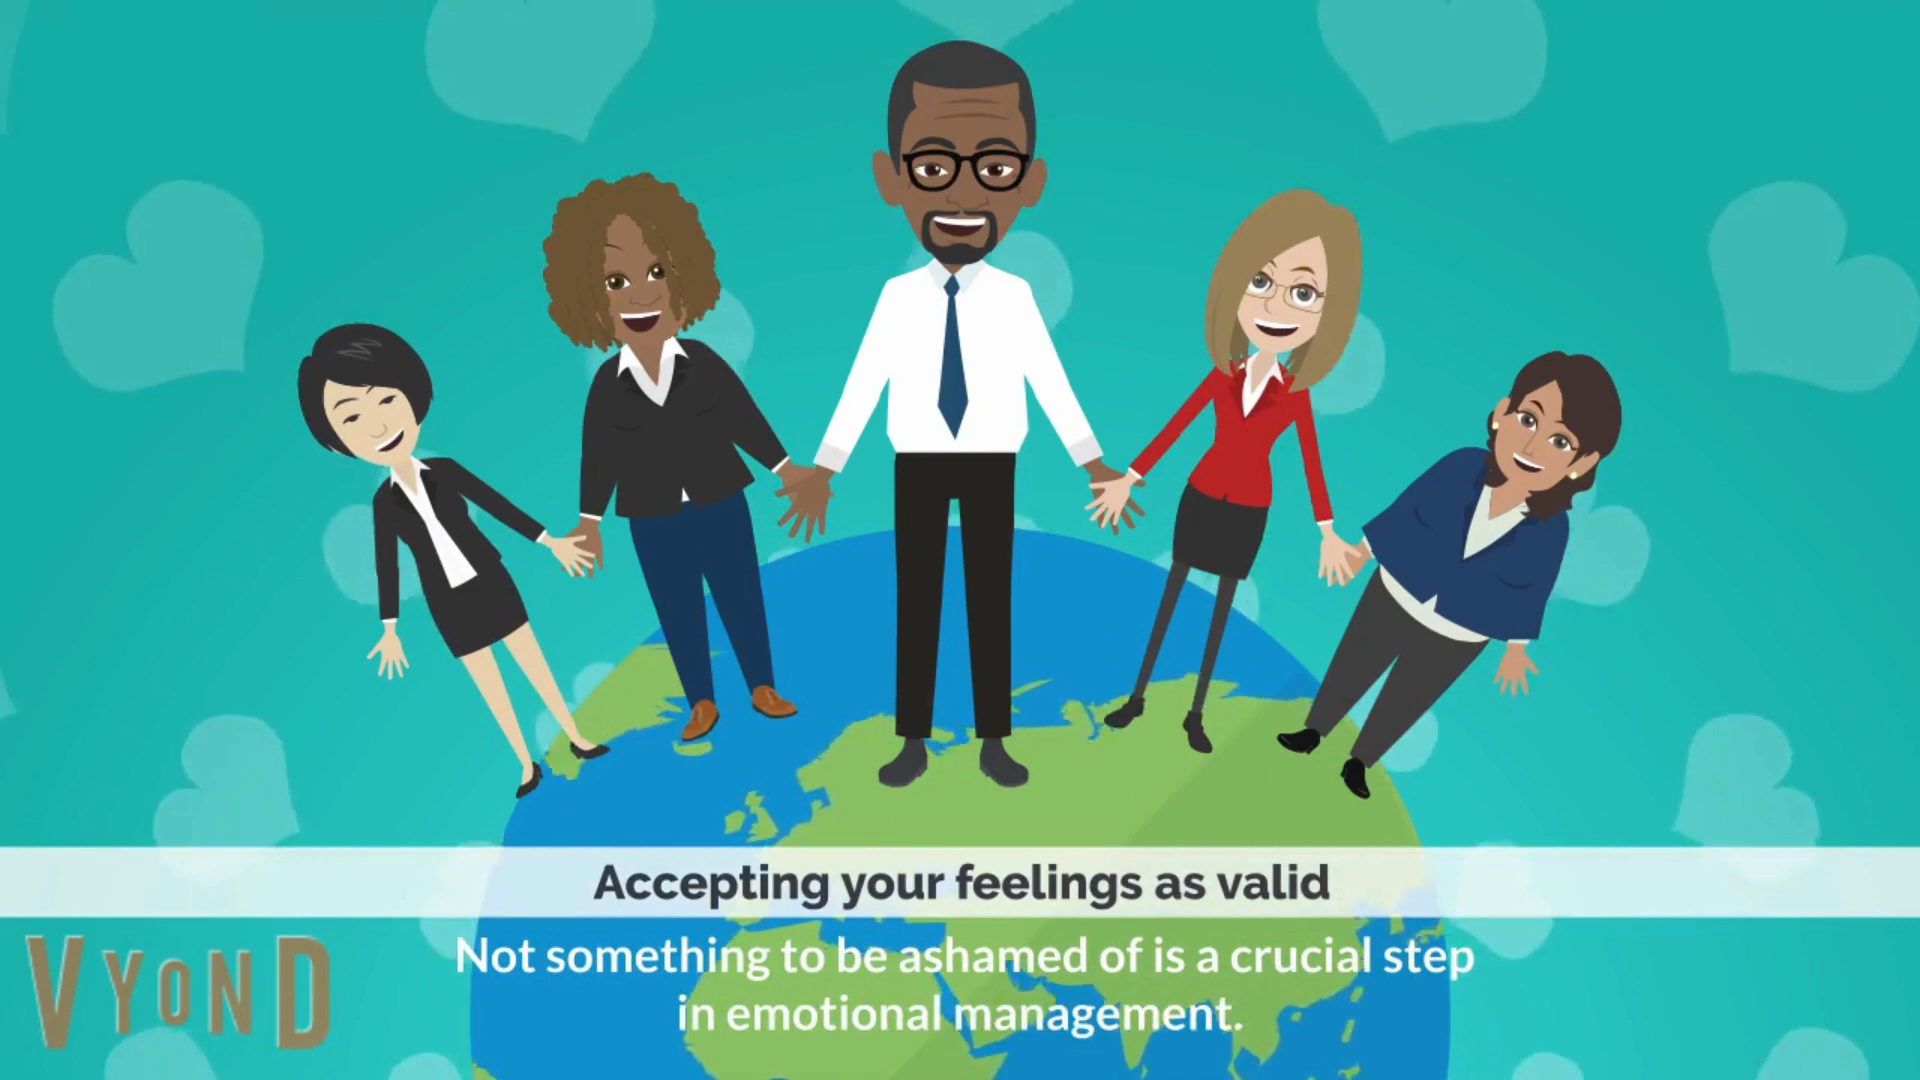 Accepting your feelings as valid
Not something to be ashamed of is a crucial step
in emotional management.
VYOND